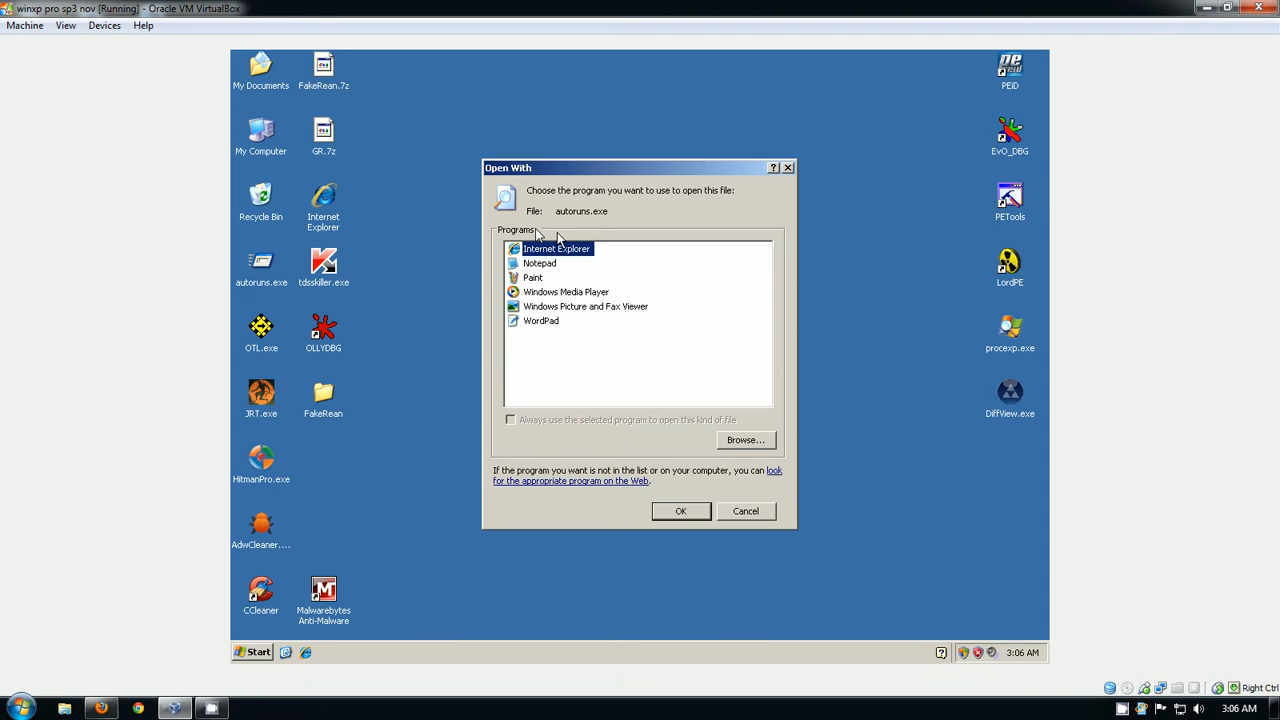 winxp pro sp3 nov [Running] - Oracle VM VirtualBox
Machine View Devices Help
My Documents
FakeRean.7z
PEiD
My Computer
GR.7z
EvO_DBG
Recycle Bin
Internet
Explorer
PETools
autoruns.exe
tdsskiller.exe
LordPE
OTL.exe
OLLYDBG
procexp.exe
JRT.exe
FakeRean
DiffView.exe
HitmanPro.exe
AdwCleaner....
CCleaner
Malwarebytes
Anti-Malware
Open With
Choose the program you want to use to open this file:
File: autoruns.exe
Programs
Internet Explorer
Notepad
Paint
Windows Media Player
Windows Picture and Fax Viewer
WordPad
Always use the selected program to open this kind of file
Browse...
If the program you want is not in the list or on your computer, you can look
for the appropriate program on the Web.
OK Cancel
Start
3:06 AM
Right Ctrl
3:06 AM